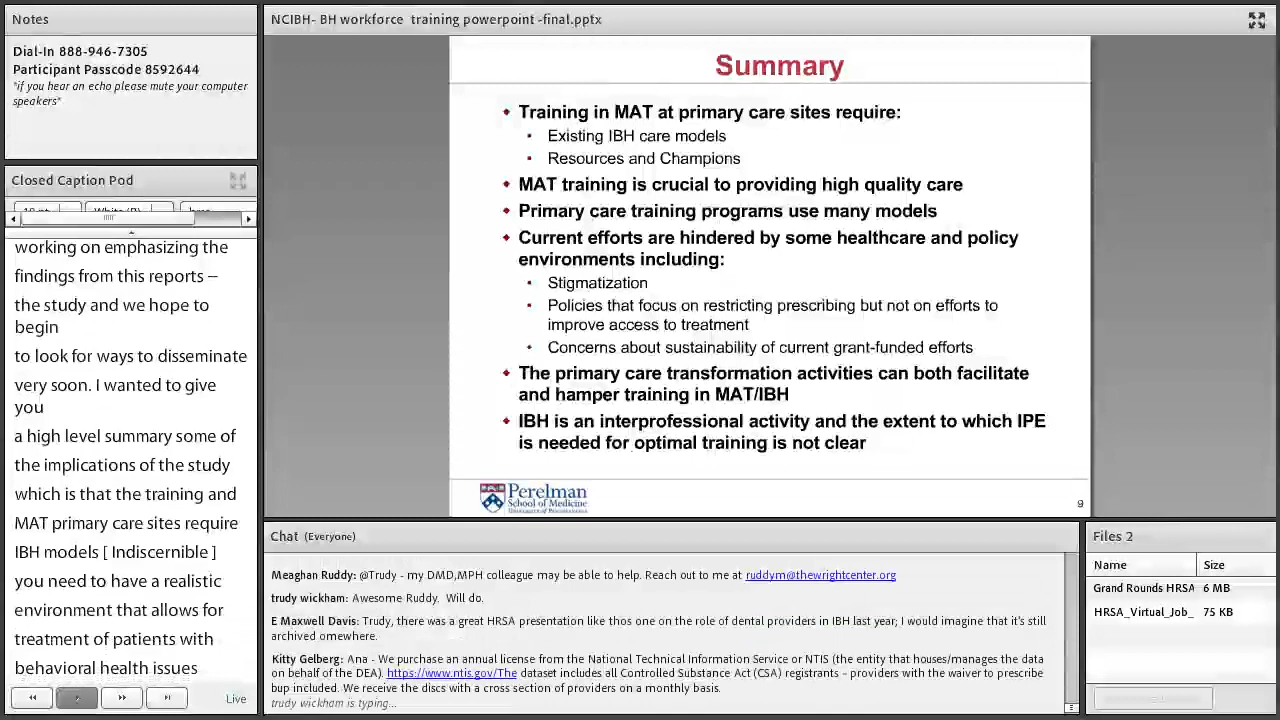 Notes
Dial-In 888-946-7305
Participant Passcode 8592644
*if you hear an echo please mute your computer
speakers*
Closed Caption Pod
working on emphasizing the
findings from this reports –
the study and we hope to
begin
to look for ways to disseminate
very soon. I wanted to give
you
a high level summary some of
the implications of the study
which is that the training and
MAT primary care sites require
IBH models [ Indiscernible ]
you need to have a realistic
environment that allows for
treatment of patients with
behavioral health issues
Live
NCIBH- BH workforce training powerpoint -final.pptx
Summary
Training in MAT at primary care sites require:
Existing IBH care models
Resources and Champions
MAT training is crucial to providing high quality care
Primary care training programs use many models
Current efforts are hindered by some healthcare and policy
environments including:
Stigmatization
Policies that focus on restricting prescribing but not on efforts to
improve access to treatment
Concerns about sustainability of current grant-funded efforts
The primary care transformation activities can both facilitate
and hamper training in MAT/IBH
IBH is an interprofessional activity and the extent to which IPE
is needed for optimal training is not clear
Perelman
School of Medicine
University of Pennsylvania
9
Chat (Everyone)
Meaghan Ruddy: @Trudy - my DMD,MPH colleague may be able to help. Reach out to me at ruddym@thewrightcenter.org
trudy wickham: Awesome Ruddy. Will do.
E Maxwell Davis: Trudy, there was a great HRSA presentation like thos one on the role of dental providers in IBH last year; I would imagine that it's still
archived omewhere.
Kitty Gelberg: Ana - We purchase an annual license from the National Technical Information Service or NTIS (the entity that houses/manages the data
on behalf of the DEA). https://www.ntis.gov/The dataset includes all Controlled Substance Act (CSA) registrants – providers with the waiver to prescribe
bup included. We receive the discs with a cross section of providers on a monthly basis.
trudy wickham is typing...
Files 2
Name Size
Grand Rounds HRSA 6 MB
HRSA_Virtual_Job_ 75 KB